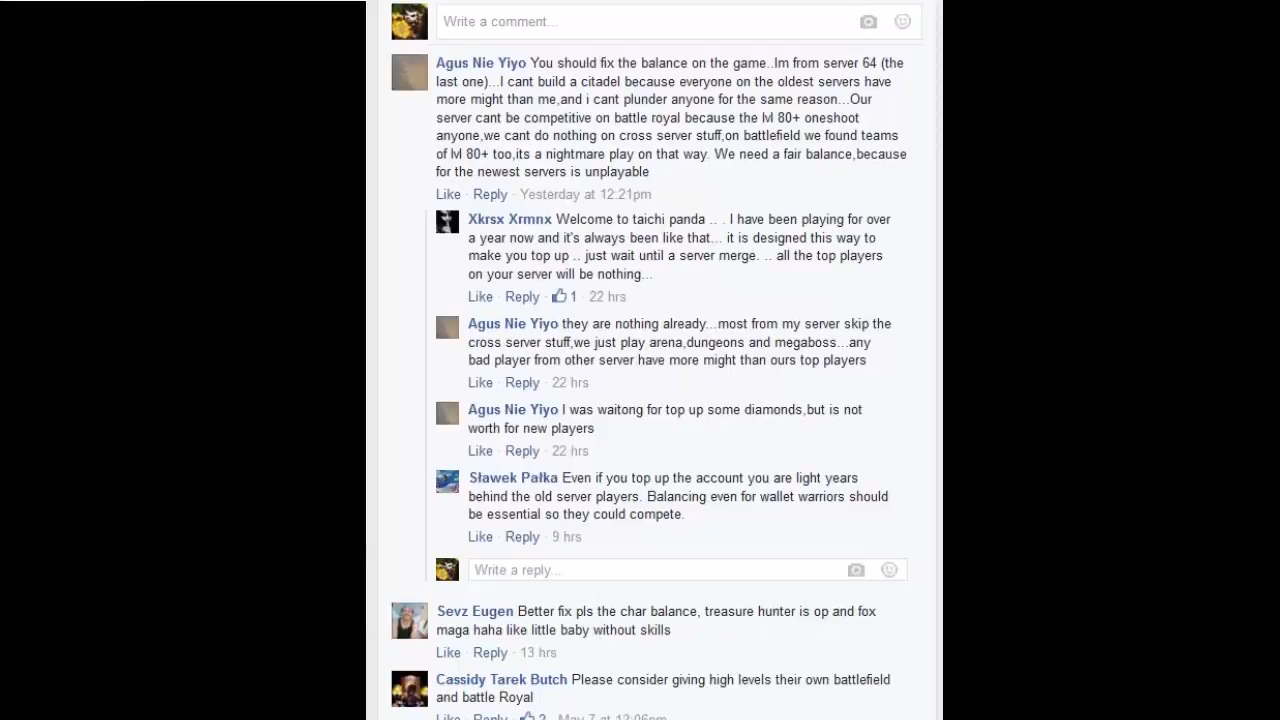 Write a comment...
Agus Nie Yiyo You should fix the balance on the game..Im from server 64 (the
last one)...I cant build a citadel because everyone on the oldest servers have
more might than me,and i cant plunder anyone for the same reason...Our
server cant be competitive on battle royal because the lvl 80+ oneshoot
anyone,we cant do nothing on cross server stuff,on battlefield we found teams
of lvl 80+ too,its a nightmare play on that way. We need a fair balance,because
for the newest servers is unplayable
Like · Reply · Yesterday at 12:21pm
Xkrsx Xrmnx Welcome to taichi panda .. . I have been playing for over
a year now and it's always been like that... it is designed this way to
make you top up .. just wait until a server merge. .. all the top players
on your server will be nothing...
Like · Reply · 1 · 22 hrs
Agus Nie Yiyo they are nothing already...most from my server skip the
cross server stuff,we just play arena,dungeons and megaboss...any
bad player from other server have more might than ours top players
Like · Reply · 22 hrs
Agus Nie Yiyo I was waitong for top up some diamonds,but is not
worth for new players
Like · Reply · 22 hrs
Sławek Pałka Even if you top up the account you are light years
behind the old server players. Balancing even for wallet warriors should
be essential so they could compete.
Like · Reply · 9 hrs
Write a reply...
Sevz Eugen Better fix pls the char balance, treasure hunter is op and fox
maga haha like little baby without skills
Like · Reply · 13 hrs
Cassidy Tarek Butch Please consider giving high levels their own battlefield
and battle Royal
Like · Reply · 2 · May 7 at 12:06pm